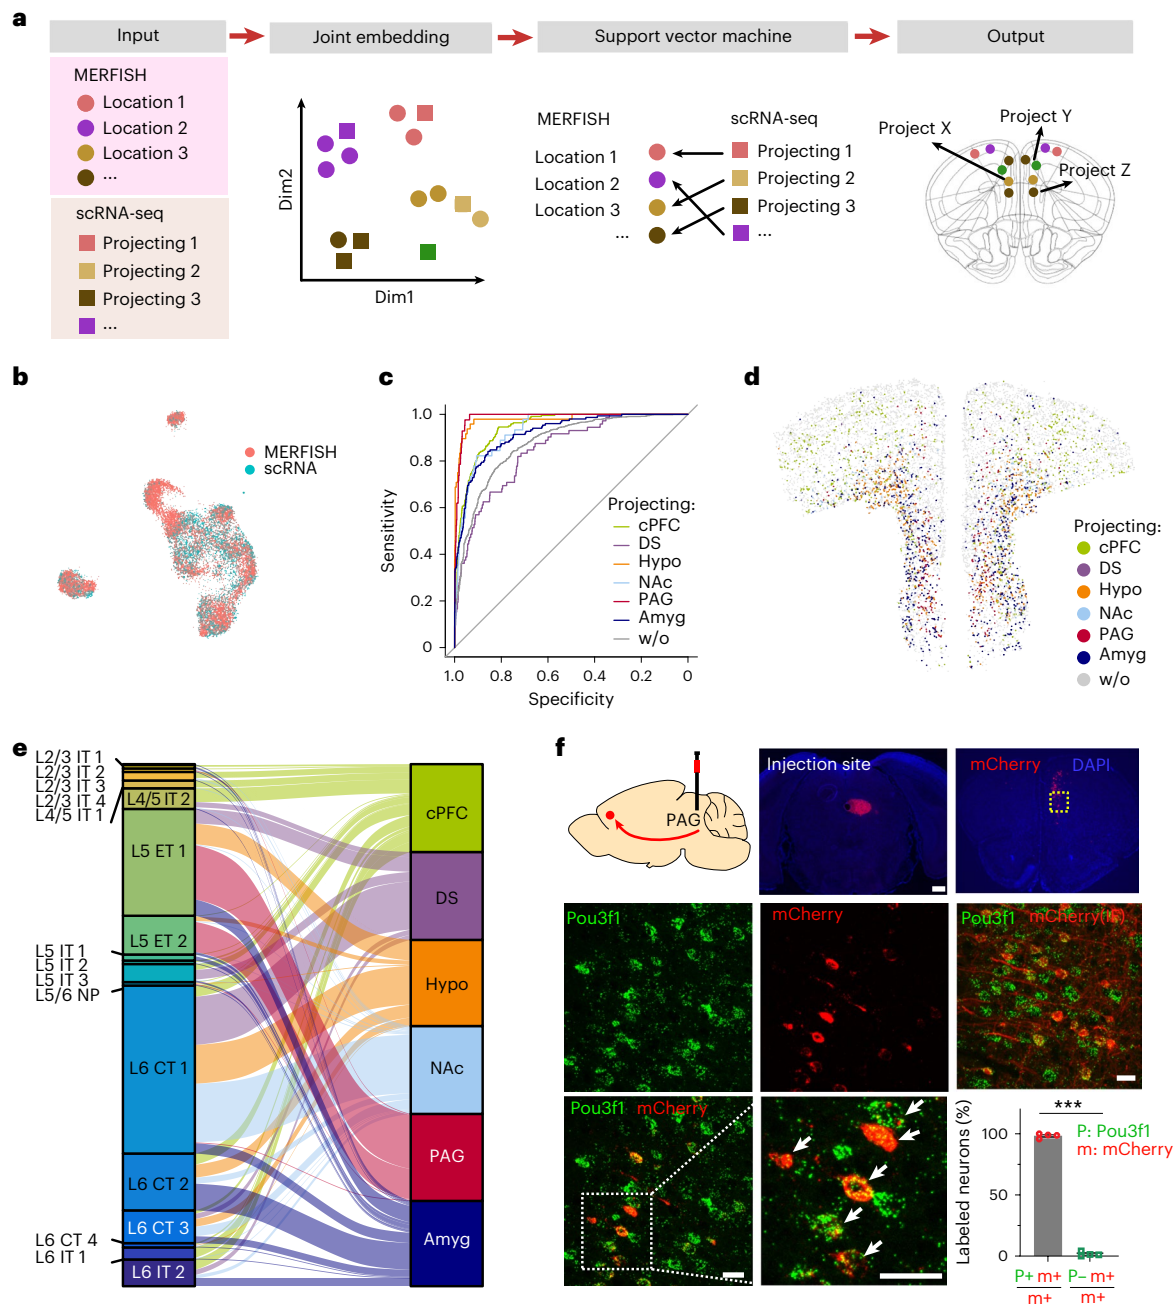 a
Input
Joint embedding
Support vector machine
Output
MERFISH
Location 1
Location 2
Location 3
...
scRNA-seq
Projecting 1
Projecting 2
Projecting 3
...
Dim2
Dim1
MERFISH
scRNA-seq
Location 1
Projecting 1
Location 2
Projecting 2
Location 3
Projecting 3
...
...
Project X
Project Y
Project Z
b
MERFISH
scRNA
c
1.0
0.8
0.6
0.4
0.2
0
Sensitivity
1.0 0.8 0.6 0.4 0.2 0
Specificity
Projecting:
cPFC
DS
Hypo
NAc
PAG
Amyg
w/o
d
Projecting:
cPFC
DS
Hypo
NAc
PAG
Amyg
w/o
e
L2/3 IT 1
L2/3 IT 2
L2/3 IT 3
L2/3 IT 4
L4/5 IT 1
L4/5 IT 2
L5 ET 1
L5 ET 2
L5 IT 1
L5 IT 2
L5 IT 3
L5/6 NP
L6 CT 1
L6 CT 2
L6 CT 3
L6 CT 4
L6 IT 1
L6 IT 2
cPFC
DS
Hypo
NAc
PAG
Amyg
f
PAG
Injection site
mCherry DAPI
Pou3f1
mCherry
Pou3f1
Pou3f1 mCherry
Labeled neurons (%)
100
50
0
***
P: Pou3f1
m: mCherry
P+ m+
m+
P− m+
m+